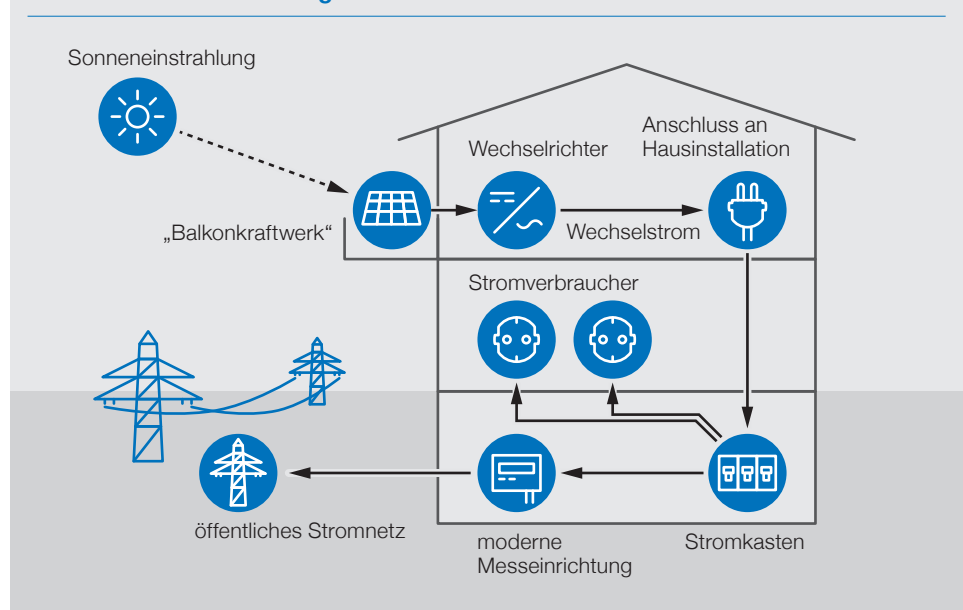 Sonneneinstrahlung
Anschluss an
Hausinstallation
Wechselrichter
„Balkonkraftwerk“
Wechselstrom
Stromverbraucher
öffentliches Stromnetz
moderne
Messeinrichtung
Stromkasten